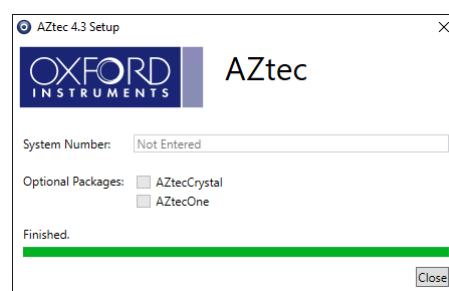 AZtec 4.3 Setup
OXFORD
INSTRUMENTS
AZtec
System Number: Not Entered
Optional Packages: AZtecCrystal
AZtecOne
Finished.
Close